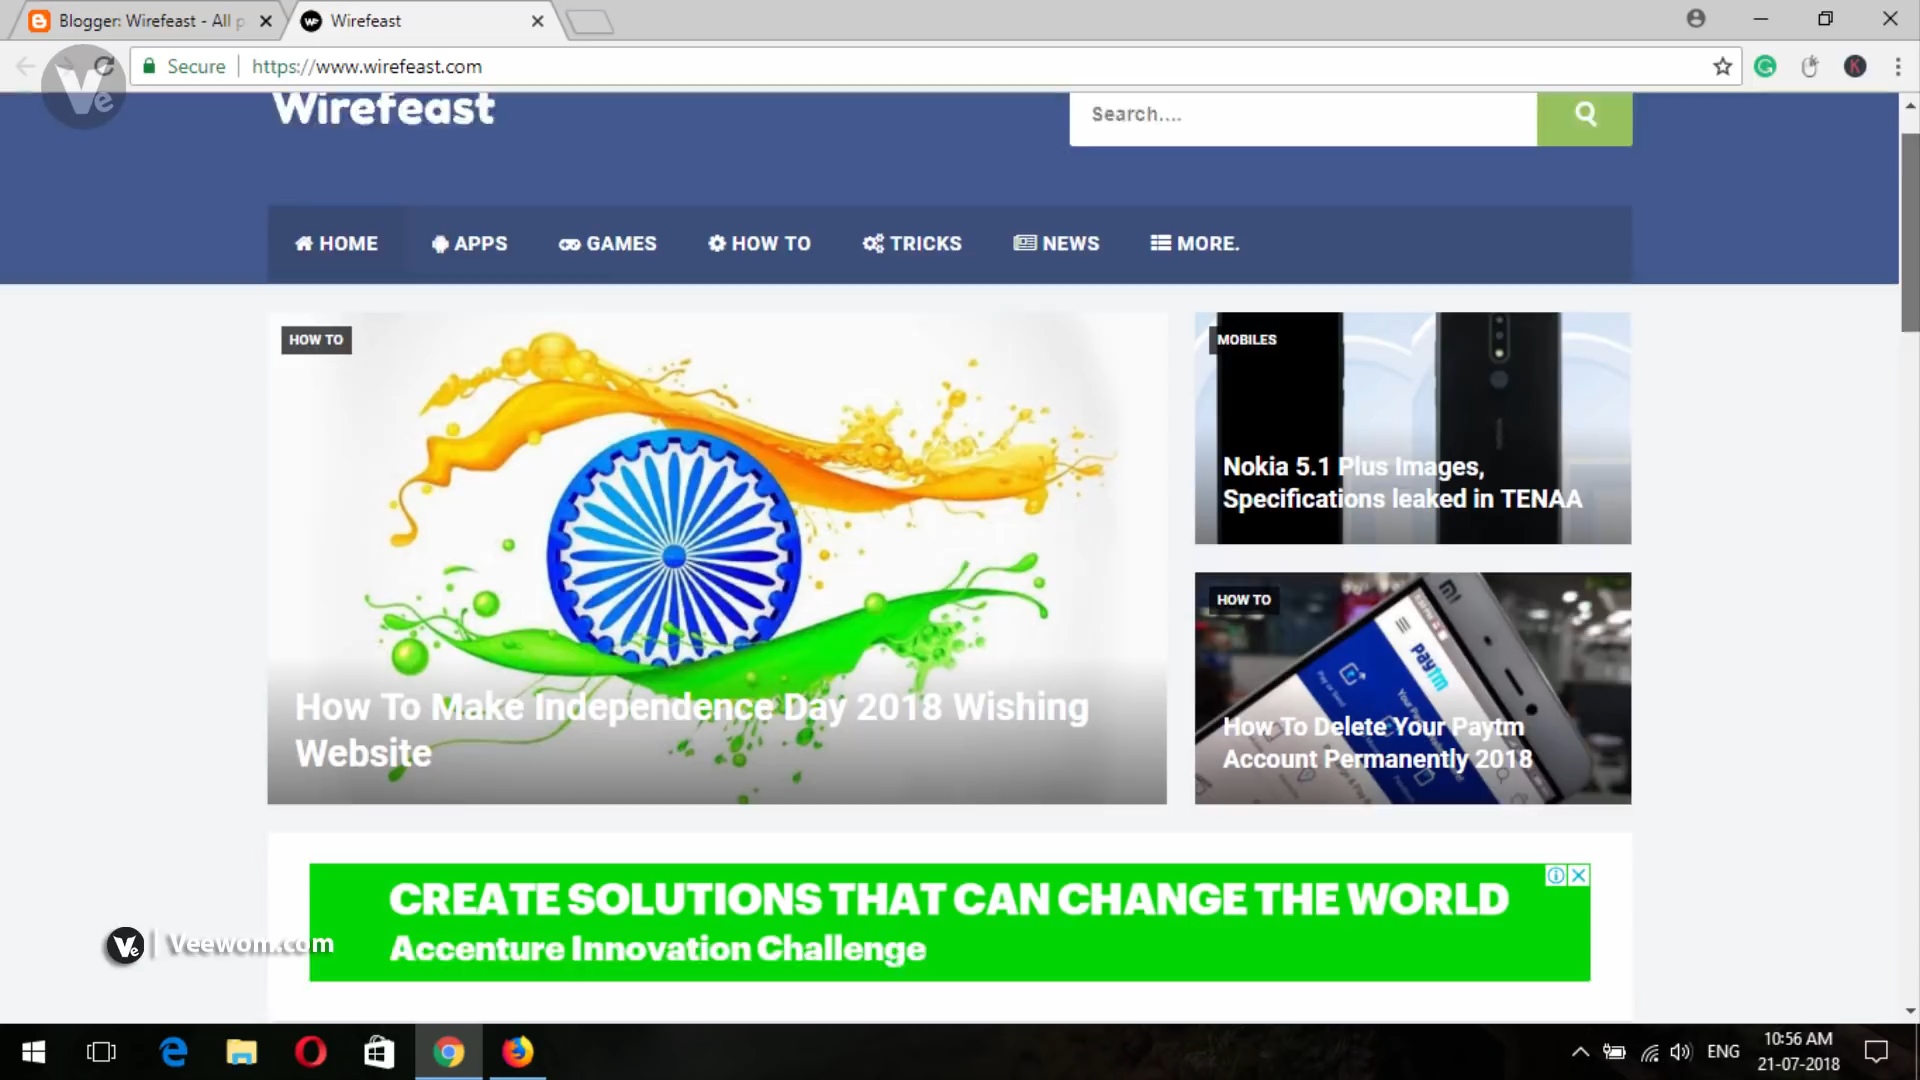 Blogger: Wirefeast - All p
Wirefeast
Secure
https://www.wirefeast.com
Wirefeast
Search....
HOME
APPS
GAMES
HOW TO
TRICKS
NEWS
MORE.
HOW TO
How To Make Independence Day 2018 Wishing
Website
MOBILES
Nokia 5.1 Plus Images,
Specifications leaked in TENAA
HOW TO
paytm
How To Delete Your Paytm
Account Permanently 2018
CREATE SOLUTIONS THAT CAN CHANGE THE WORLD
Accenture Innovation Challenge
Ve
Ve | Veewom.com
ENG
10:56 AM
21-07-2018